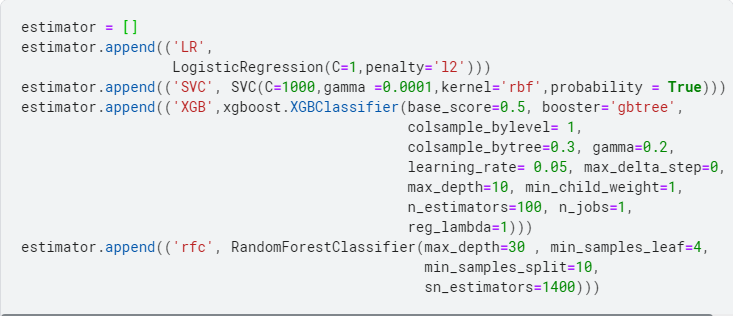 estimator = []
estimator.append(('LR',
LogisticRegression(C=1,penalty='l2')))
estimator.append(('SVC', SVC(C=1000,gamma =0.0001,kernel='rbf',probability = True)))
estimator.append(('XGB',xgboost.XGBClassifier(base_score=0.5, booster='gbtree',
colsample_bylevel= 1,
colsample_bytree=0.3, gamma=0.2,
learning_rate= 0.05, max_delta_step=0,
max_depth=10, min_child_weight=1,
n_estimators=100, n_jobs=1,
reg_lambda=1)))
estimator.append(('rfc', RandomForestClassifier(max_depth=30 , min_samples_leaf=4,
min_samples_split=10,
sn_estimators=1400)))